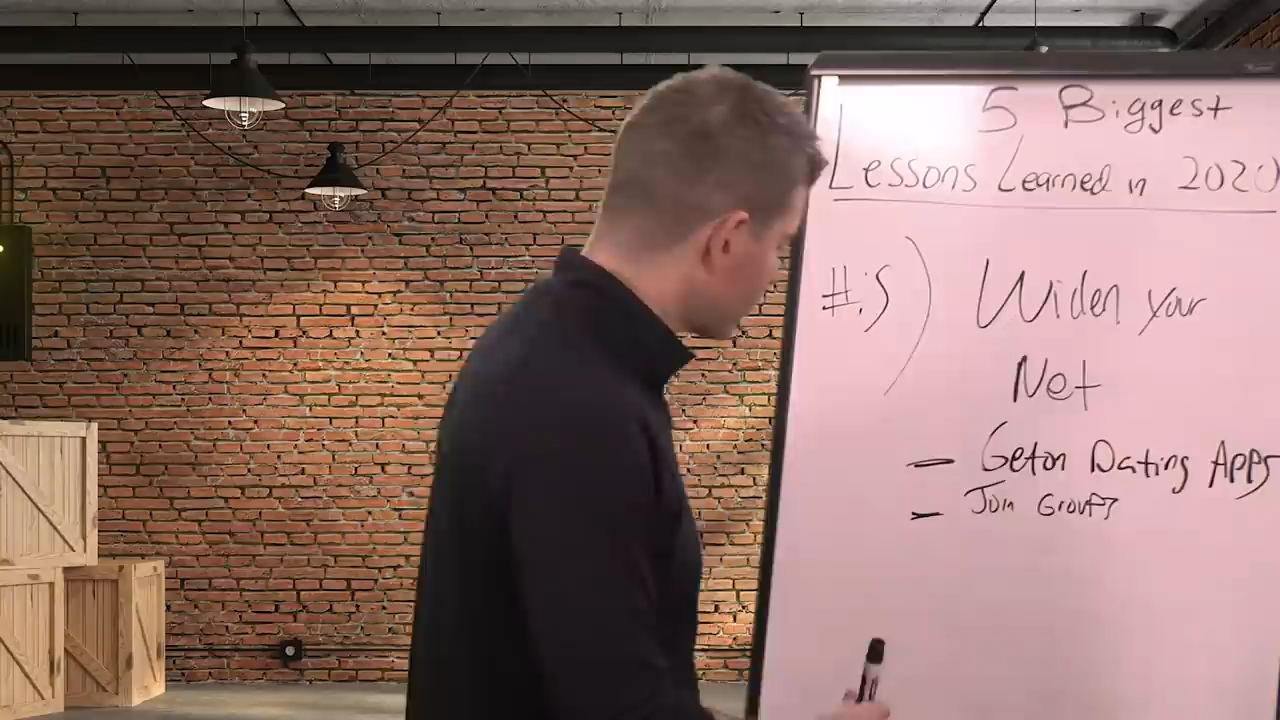 5 Biggest
Lessons Learned in 2020
#:5) Widen your
Net
- Get on Dating Apps
- Join Groups